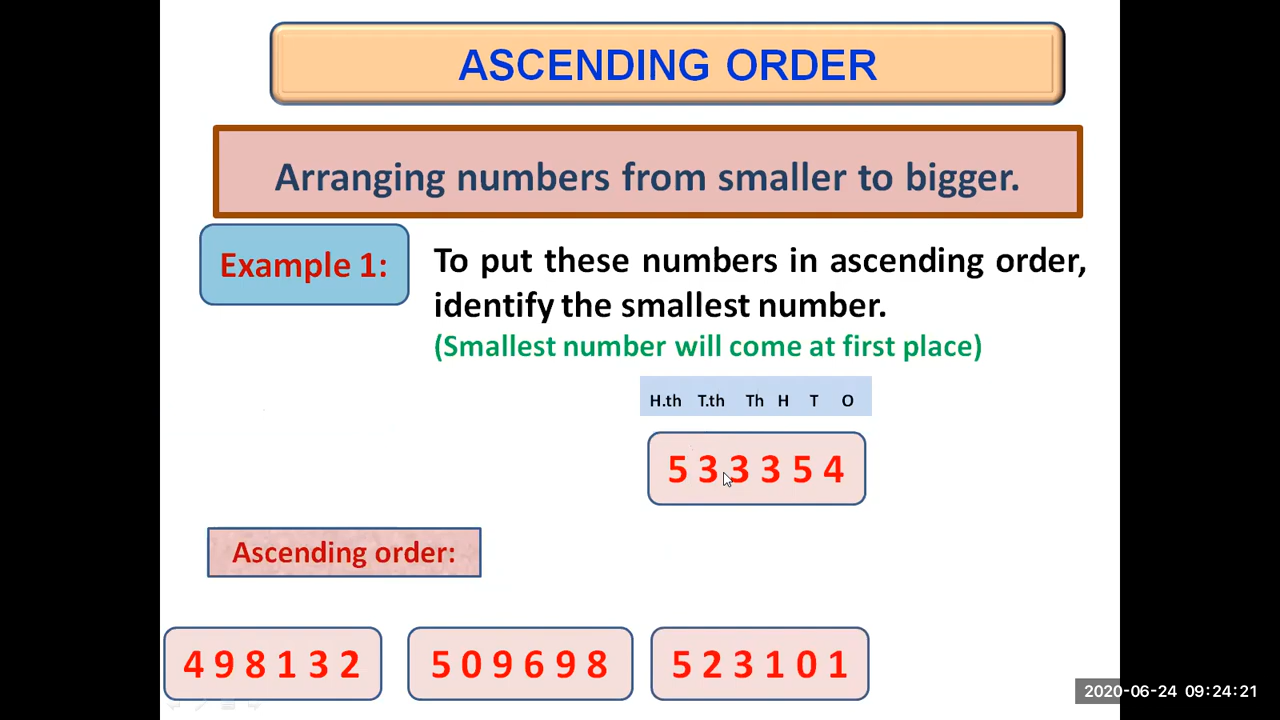 ASCENDING ORDER
Arranging numbers from smaller to bigger.
Example 1:
To put these numbers in ascending order,
identify the smallest number.
(Smallest number will come at first place)
H.th T.th Th H T O
5 3 3 3 5 4
Ascending order:
4 9 8 1 3 2
5 0 9 6 9 8
5 2 3 1 0 1
2020-06-24 09:24:21